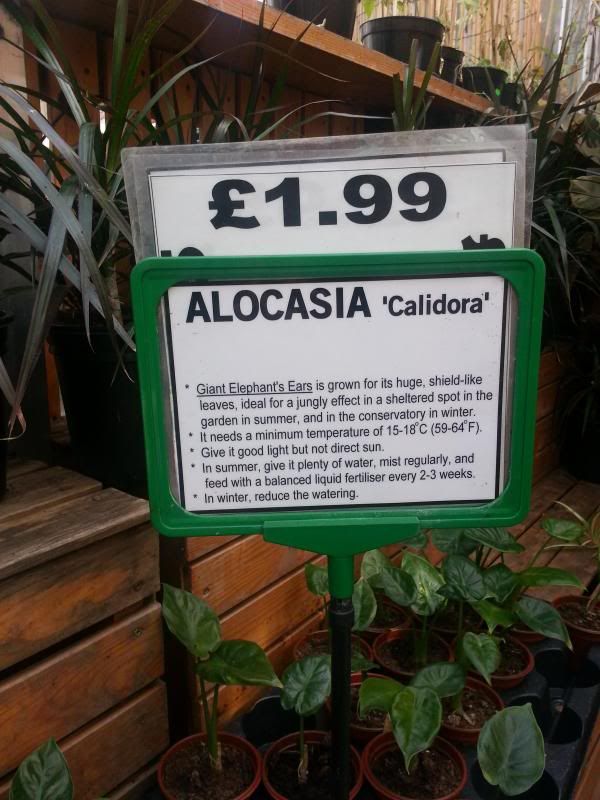 £1.99
ALOCASIA 'Calidora'
* Giant Elephant's Ears is grown for its huge, shield-like
leaves, ideal for a jungly effect in a sheltered spot in the
garden in summer, and in the conservatory in winter.
* It needs a minimum temperature of 15-18°C (59-64°F).
* Give it good light but not direct sun.
* In summer, give it plenty of water, mist regularly, and
feed with a balanced liquid fertiliser every 2-3 weeks.
* In winter, reduce the watering.